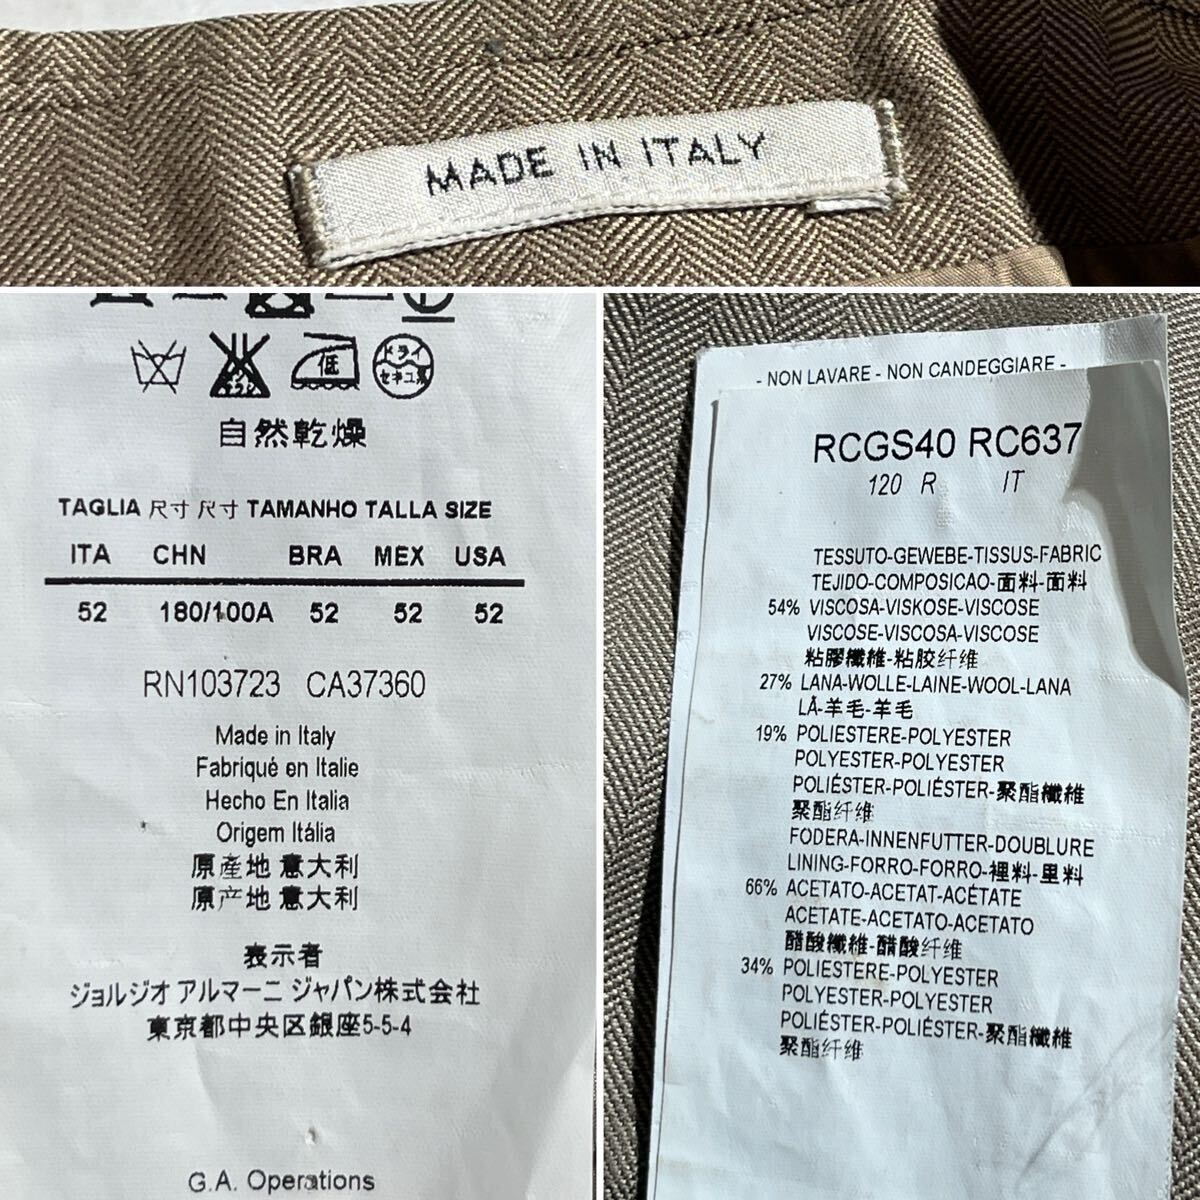 MADE IN ITALY
低
ドライ
セキユ系
自然乾燥
TAGLIA 尺寸 尺寸 TAMANHO TALLA SIZE
ITA CHN BRA MEX USA
52 180/100A 52 52 52
RN103723 CA37360
Made in Italy
Fabriqué en Italie
Hecho En Italia
Origem Itália
原產地 意大利
原产地 意大利
表示者
ジョルジオ アルマーニ ジャパン株式会社
東京都中央区銀座5-5-4
G.A. Operations
- NON LAVARE - NON CANDEGGIARE -
RCGS40 RC637
120 R IT
TESSUTO-GEWEBE-TISSUS-FABRIC
TEJIDO-COMPOSICAO-面料-面料
54% VISCOSA-VISKOSE-VISCOSE
VISCOSE-VISCOSA-VISCOSE
粘膠纖維-粘胶纤维
27% LANA-WOLLE-LAINE-WOOL-LANA
LÃ-羊毛-羊毛
19% POLIESTERE-POLYESTER
POLYESTER-POLYESTER
POLIÉSTER-POLIÉSTER-聚酯纖維
聚酯纤维
FODERA-INNENFUTTER-DOUBLURE
LINING-FORRO-FORRO-裡料-里料
66% ACETATO-ACETAT-ACÉTATE
ACETATE-ACETATO-ACETATO
醋酸纖維-醋酸纤维
34% POLIESTERE-POLYESTER
POLYESTER-POLYESTER
POLIÉSTER-POLIÉSTER-聚酯纖維
聚酯纤维